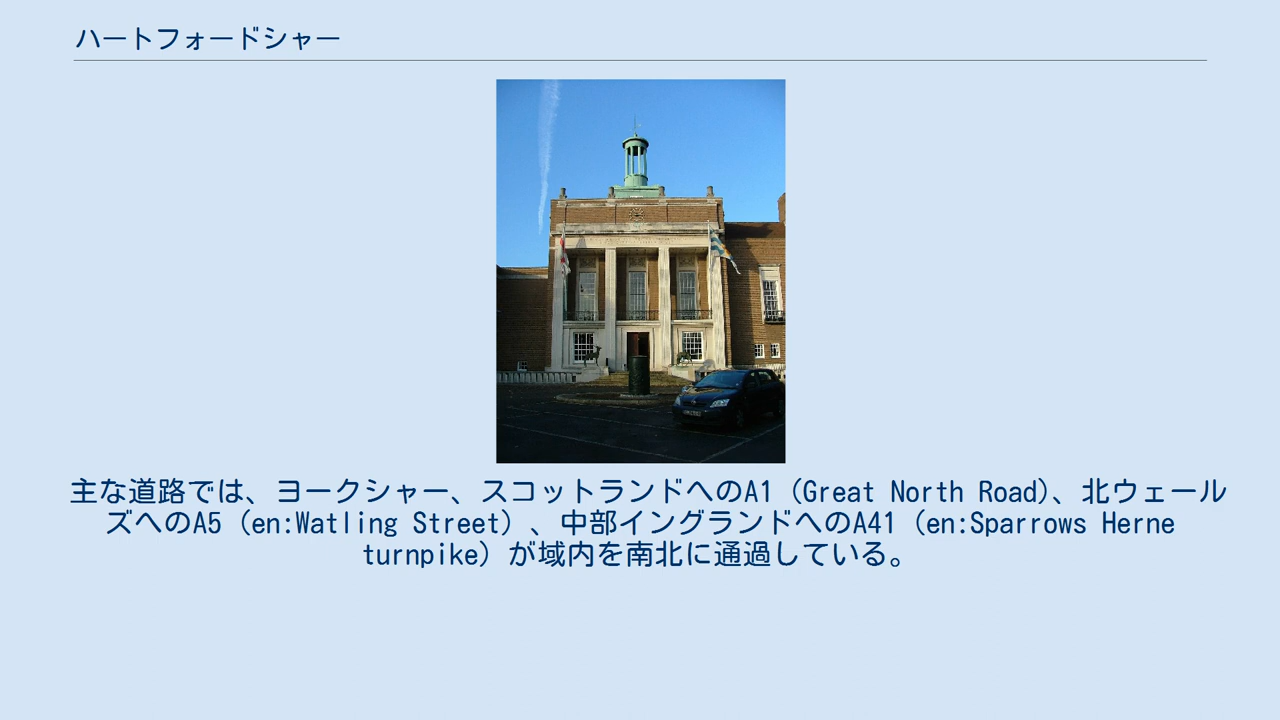 ハートフォードシャー
主な道路では、ヨークシャー、スコットランドへのA1（Great North Road)、北ウェール
ズへのA5（en:Watling Street）、中部イングランドへのA41（en:Sparrows Herne
turnpike）が域内を南北に通過している。